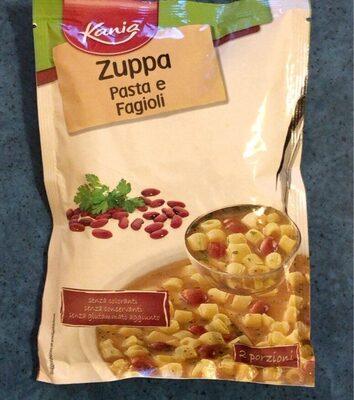 Kania
Zuppa
Pasta e
Fagioli
senza coloranti
senza conservanti
senza glutammato aggiunto
2 porzioni